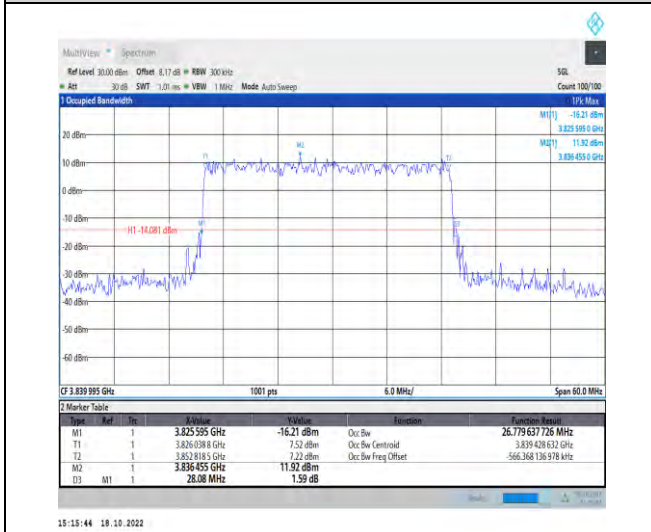 MultiView Spectrum
Ref Level 30.00 dBm Offset 8.17 dB RBW 300 kHz SGL
Att 30 dB SWT 1.01 ms VBW 1 MHz Mode Auto Sweep Count 100/100
1 Occupied Bandwidth 1Pk Max
M1[1] -16.21 dBm
3.825 595 0 GHz
M2[1] 11.92 dBm
3.836 455 0 GHz
20 dBm
M2
T1 T2
10 dBm
0 dBm
-10 dBm
H1 -14.081 dBm
M1 D3
-20 dBm
-30 dBm
-40 dBm
-50 dBm
-60 dBm
CF 3.839 995 GHz 1001 pts 6.0 MHz/ Span 60.0 MHz
2 Marker Table
Type Ref Trc X-Value Y-Value Function Function Result
M1 1 3.825 595 GHz -16.21 dBm Occ Bw 26.779 637 726 MHz
T1 1 3.826 038 8 GHz 7.52 dBm Occ Bw Centroid 3.839 428 632 GHz
T2 1 3.852 818 5 GHz 7.22 dBm Occ Bw Freq Offset -566.368 136 978 kHz
M2 1 3.836 455 GHz 11.92 dBm
D3 M1 1 28.08 MHz 1.59 dB
15:15:44 18.10.2022